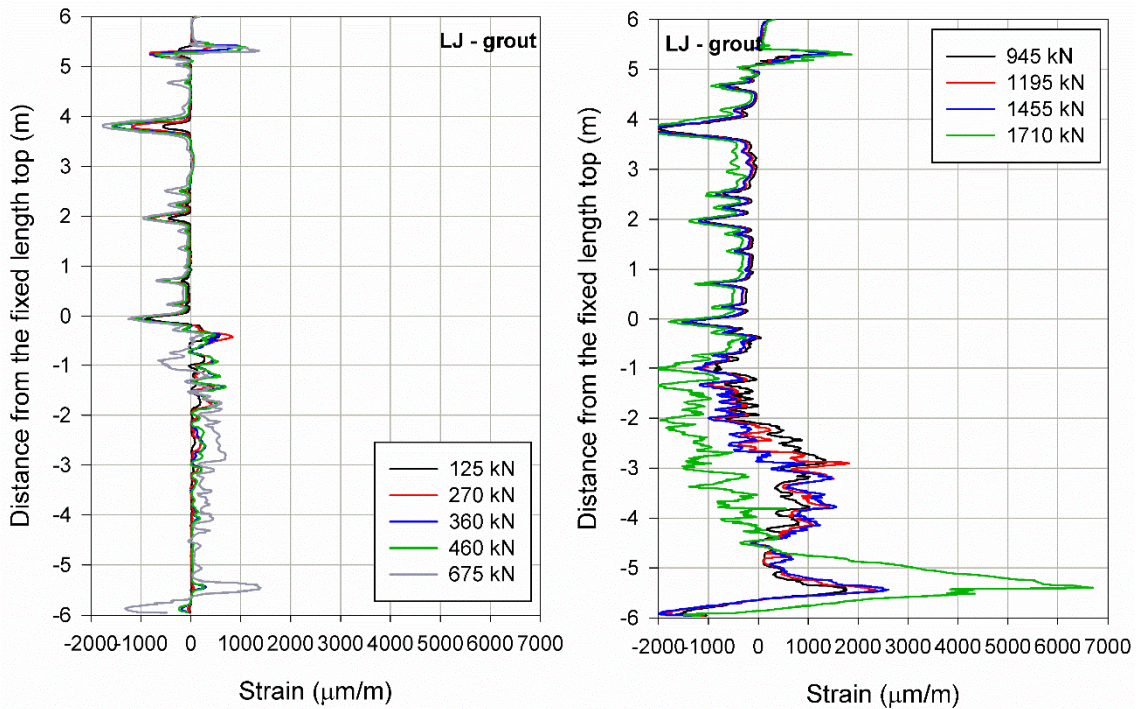 LJ - grout
Distance from the fixed length top (m)
6
5
4
3
2
1
0
-1
-2
-3
-4
-5
-6
125 kN
270 kN
360 kN
460 kN
675 kN
-2000 -1000 0 1000 2000 3000 4000 5000 6000 7000
Strain (μm/m)
LJ - grout
Distance from the fixed length top (m)
6
5
4
3
2
1
0
-1
-2
-3
-4
-5
-6
945 kN
1195 kN
1455 kN
1710 kN
-2000 -1000 0 1000 2000 3000 4000 5000 6000 7000
Strain (μm/m)